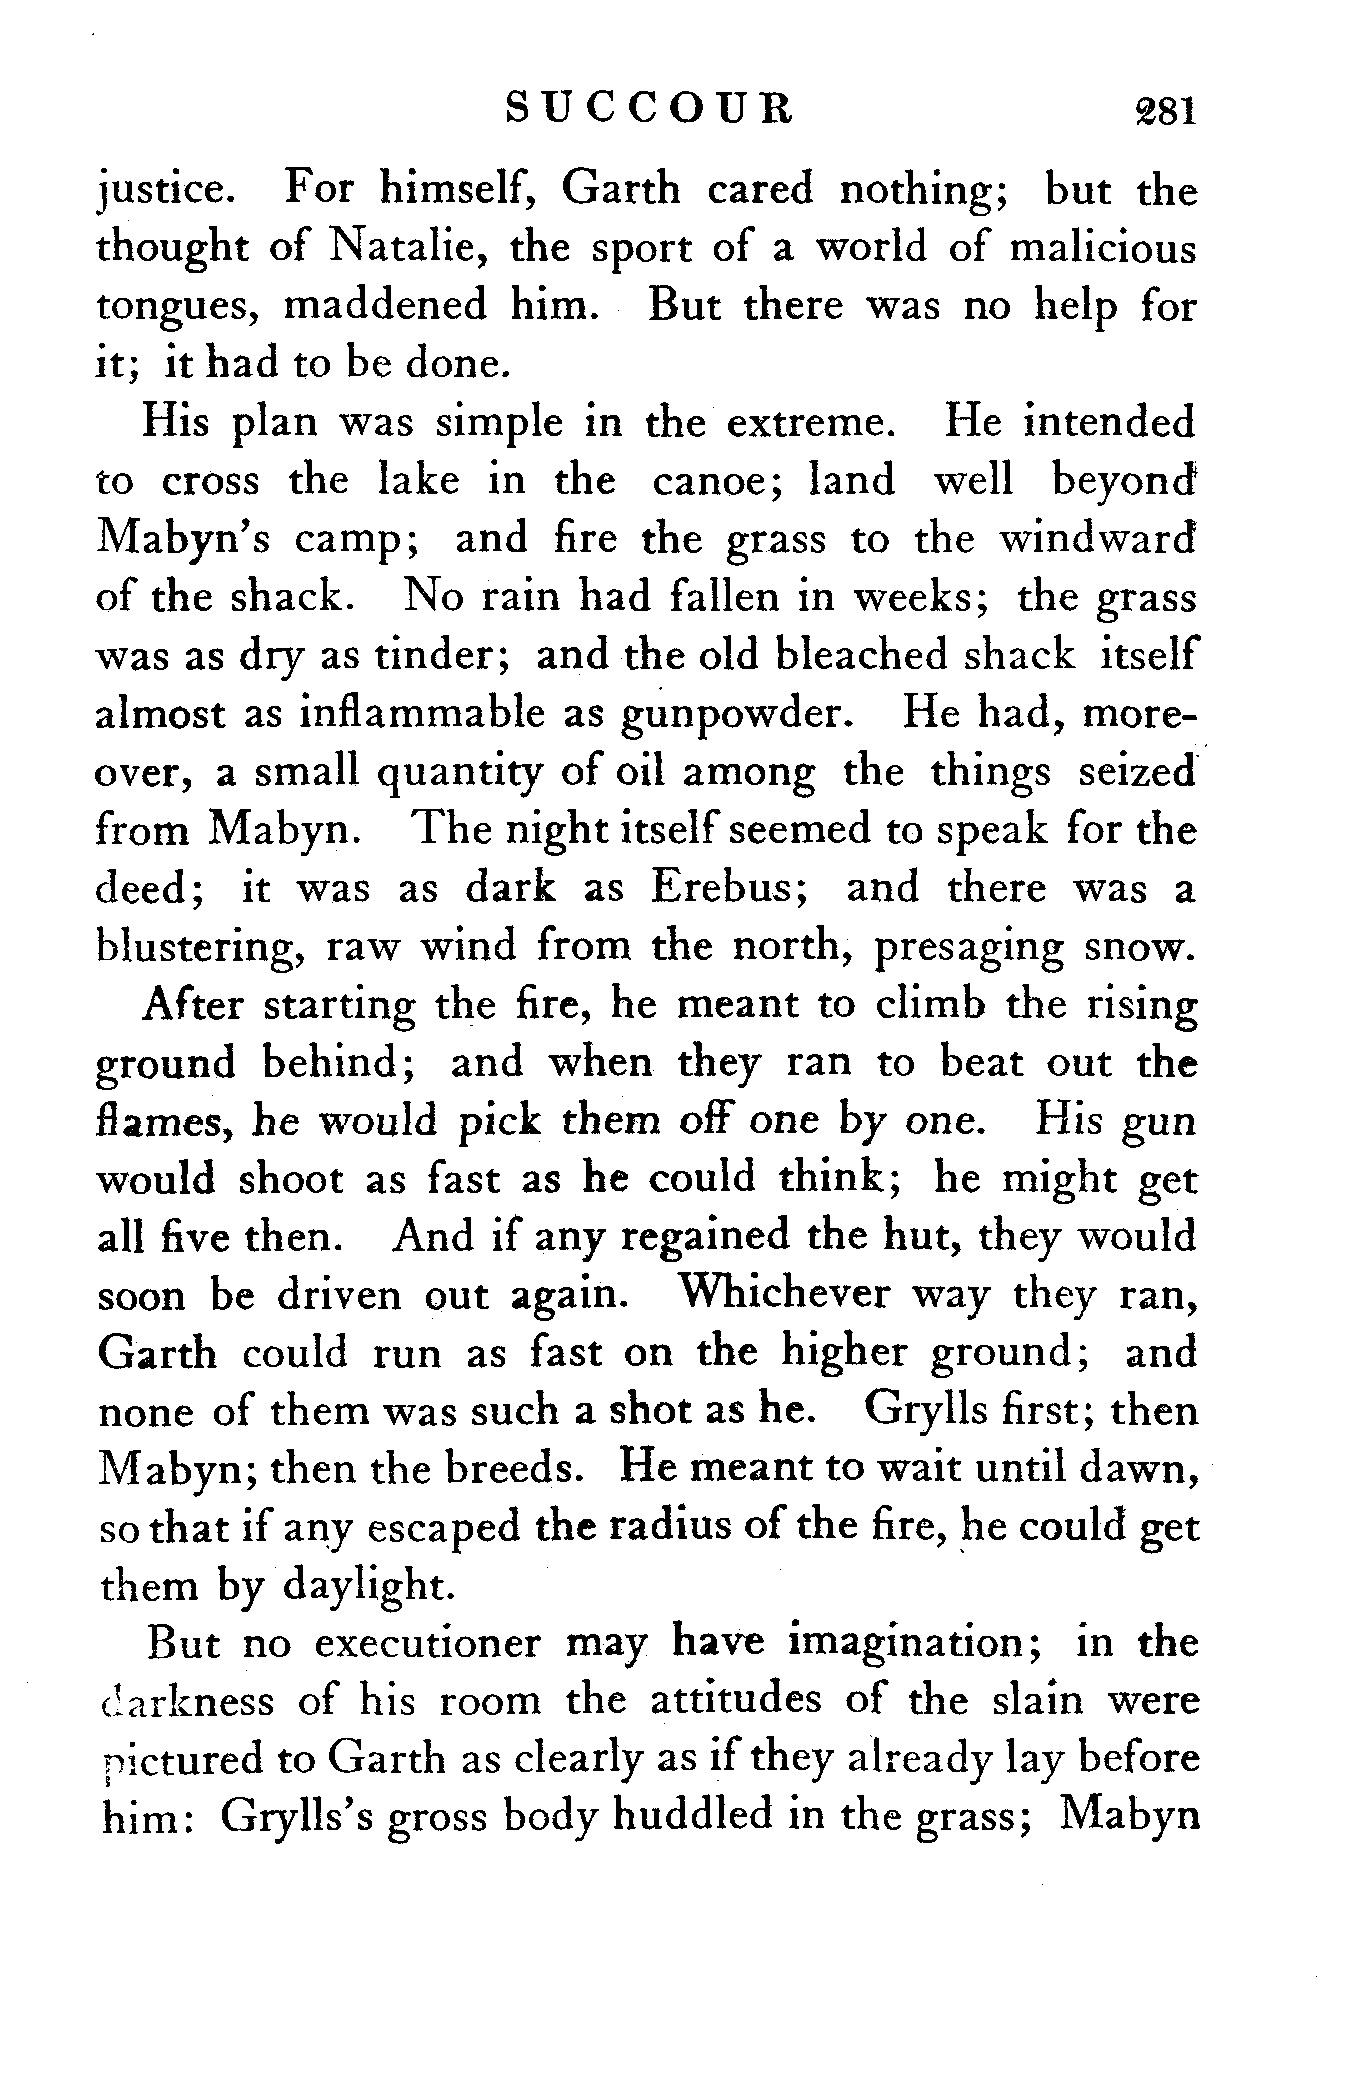 SUCCOUR 281
justice. For himself, Garth cared nothing; but the
thought of Natalie, the sport of a world of malicious
tongues, maddened him. But there was no help for
it; it had to be done.
His plan was simple in the extreme. He intended
to cross the lake in the canoe; land well beyond
Mabyn's camp; and fire the grass to the windward
of the shack. No rain had fallen in weeks; the grass
was as dry as tinder; and the old bleached shack itself
almost as inflammable as gunpowder. He had, more-
over, a small quantity of oil among the things seized
from Mabyn. The night itself seemed to speak for the
deed; it was as dark as Erebus; and there was a
blustering, raw wind from the north, presaging snow.
After starting the fire, he meant to climb the rising
ground behind; and when they ran to beat out the
flames, he would pick them off one by one. His gun
would shoot as fast as he could think; he might get
all five then. And if any regained the hut, they would
soon be driven out again. Whichever way they ran,
Garth could run as fast on the higher ground; and
none of them was such a shot as he. Grylls first; then
Mabyn; then the breeds. He meant to wait until dawn,
so that if any escaped the radius of the fire, he could get
them by daylight.
But no executioner may have imagination; in the
darkness of his room the attitudes of the slain were
pictured to Garth as clearly as if they already lay before
him: Grylls's gross body huddled in the grass; Mabyn